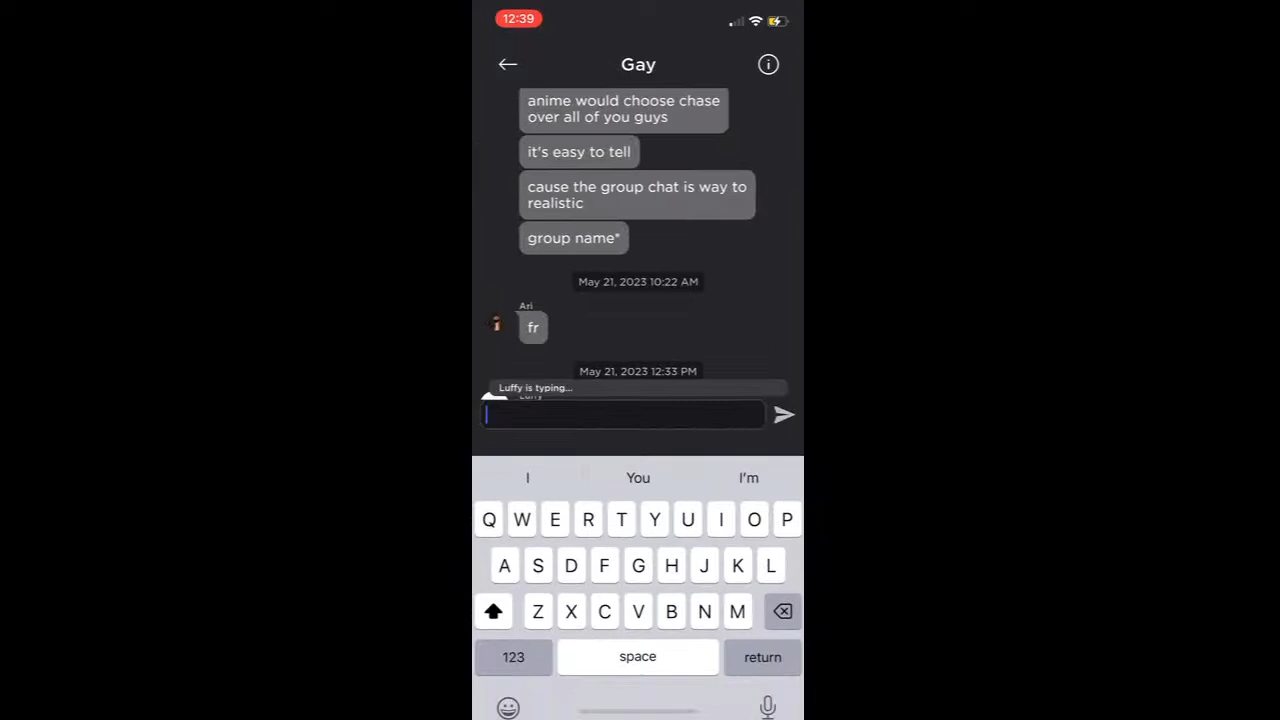 12:39
Gay
anime would choose chase
over all of you guys
it's easy to tell
cause the group chat is way to
realistic
group name*
May 21, 2023 10:22 AM
Ari
fr
May 21, 2023 12:33 PM
Luffy is typing...
Luffy
I You I'm
Q W E R T Y U I O P
A S D F G H J K L
Z X C V B N M
123 space return